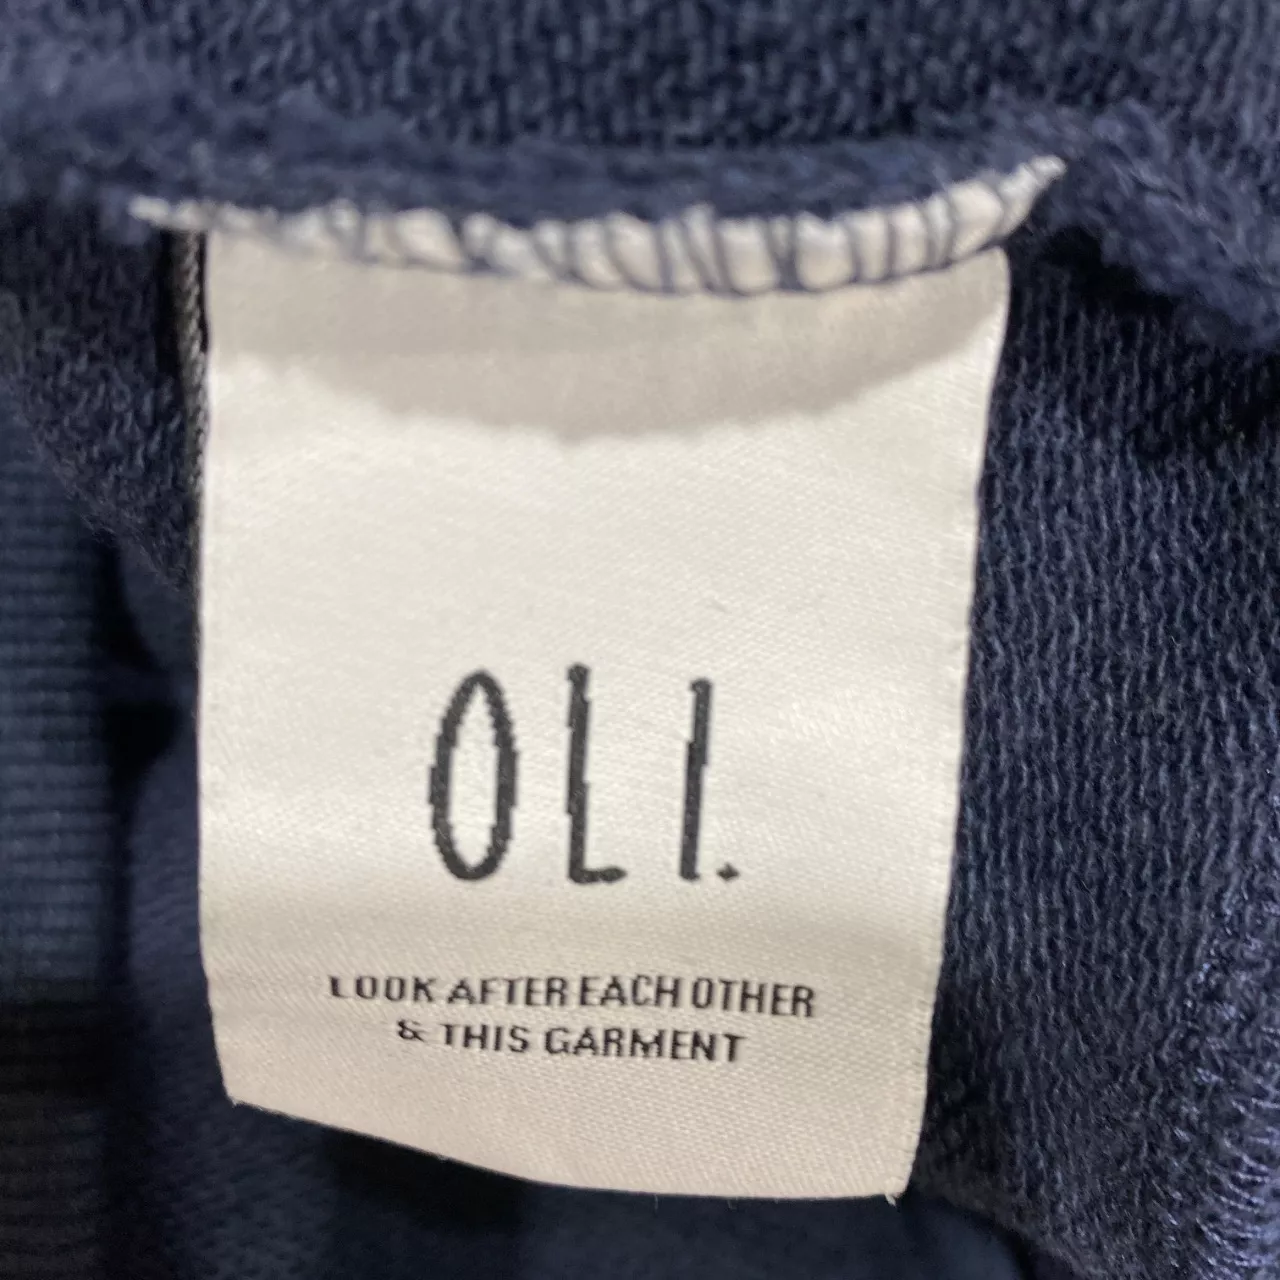 OLI.
LOOK AFTER EACH OTHER
& THIS GARMENT